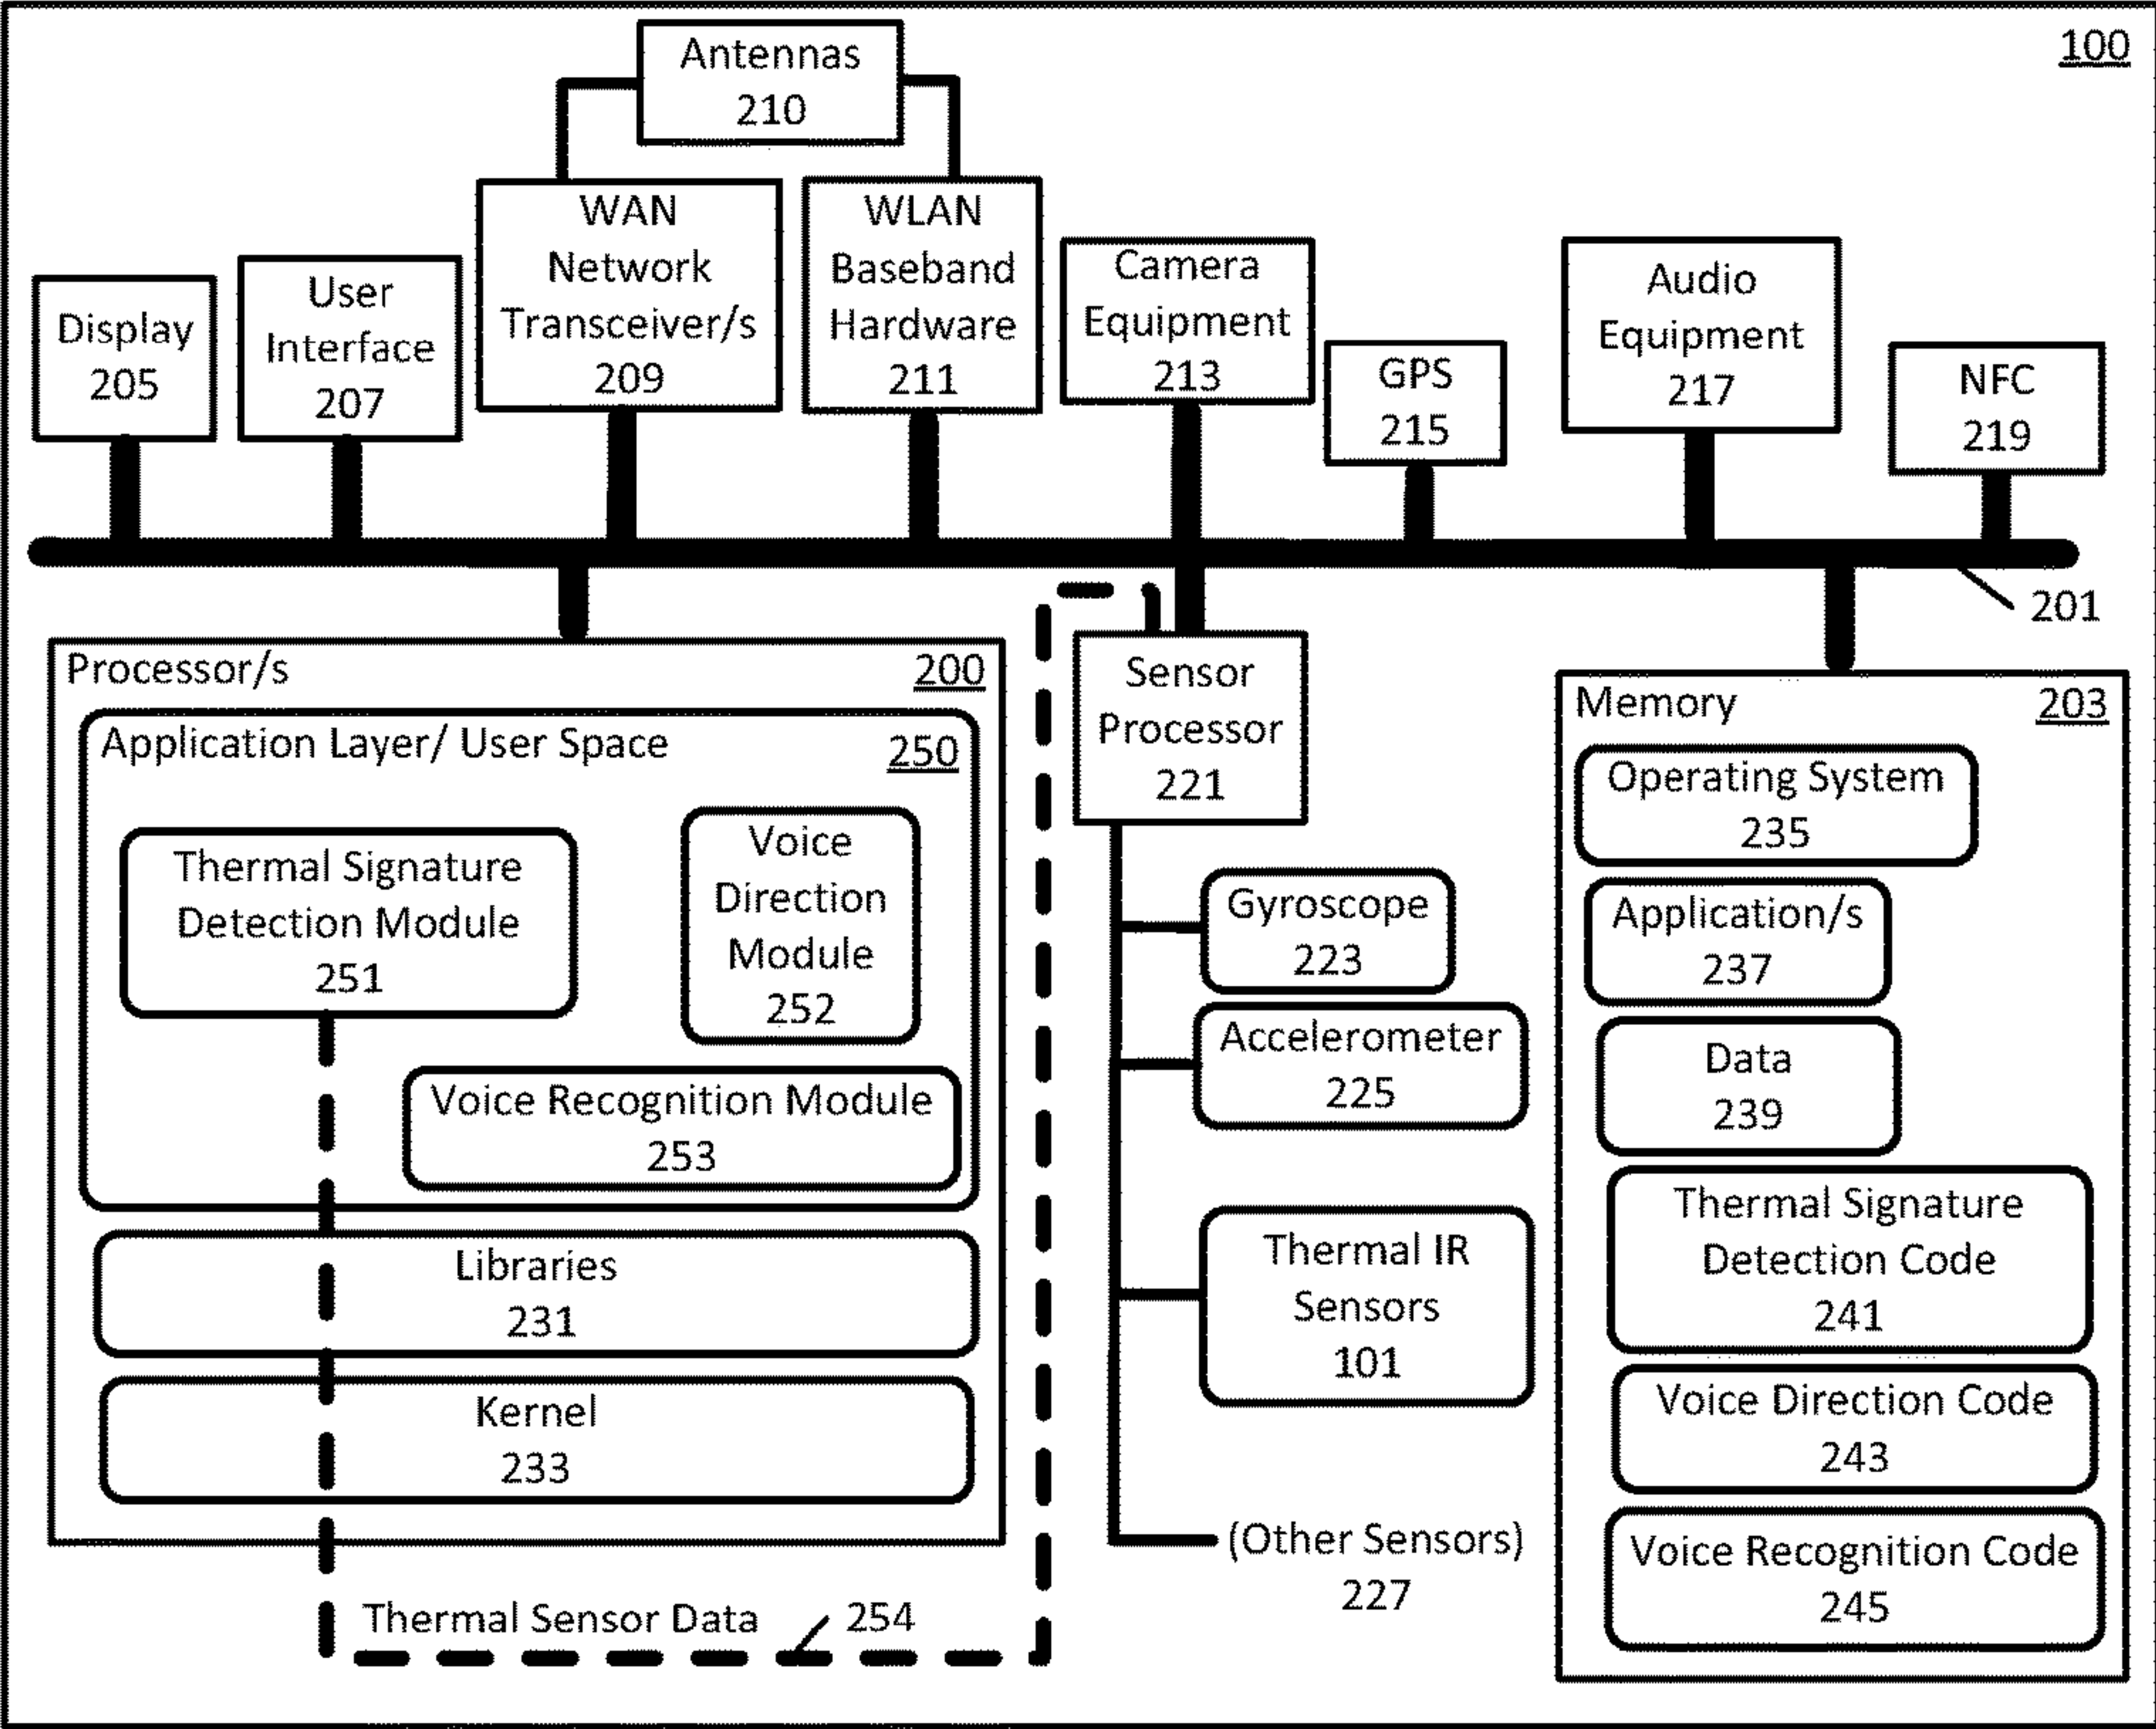 100
Antennas
210
WAN
Network
Transceiver/s
209
WLAN
Baseband
Hardware
211
Display
205
User
Interface
207
Camera
Equipment
213
GPS
215
Audio
Equipment
217
NFC
219
201
Processor/s
200
Application Layer/ User Space
250
Thermal Signature
Detection Module
251
Voice
Direction
Module
252
Voice Recognition Module
253
Libraries
231
Kernel
233
Thermal Sensor Data
254
Sensor
Processor
221
Gyroscope
223
Accelerometer
225
Thermal IR
Sensors
101
(Other Sensors)
227
Memory
203
Operating System
235
Application/s
237
Data
239
Thermal Signature
Detection Code
241
Voice Direction Code
243
Voice Recognition Code
245